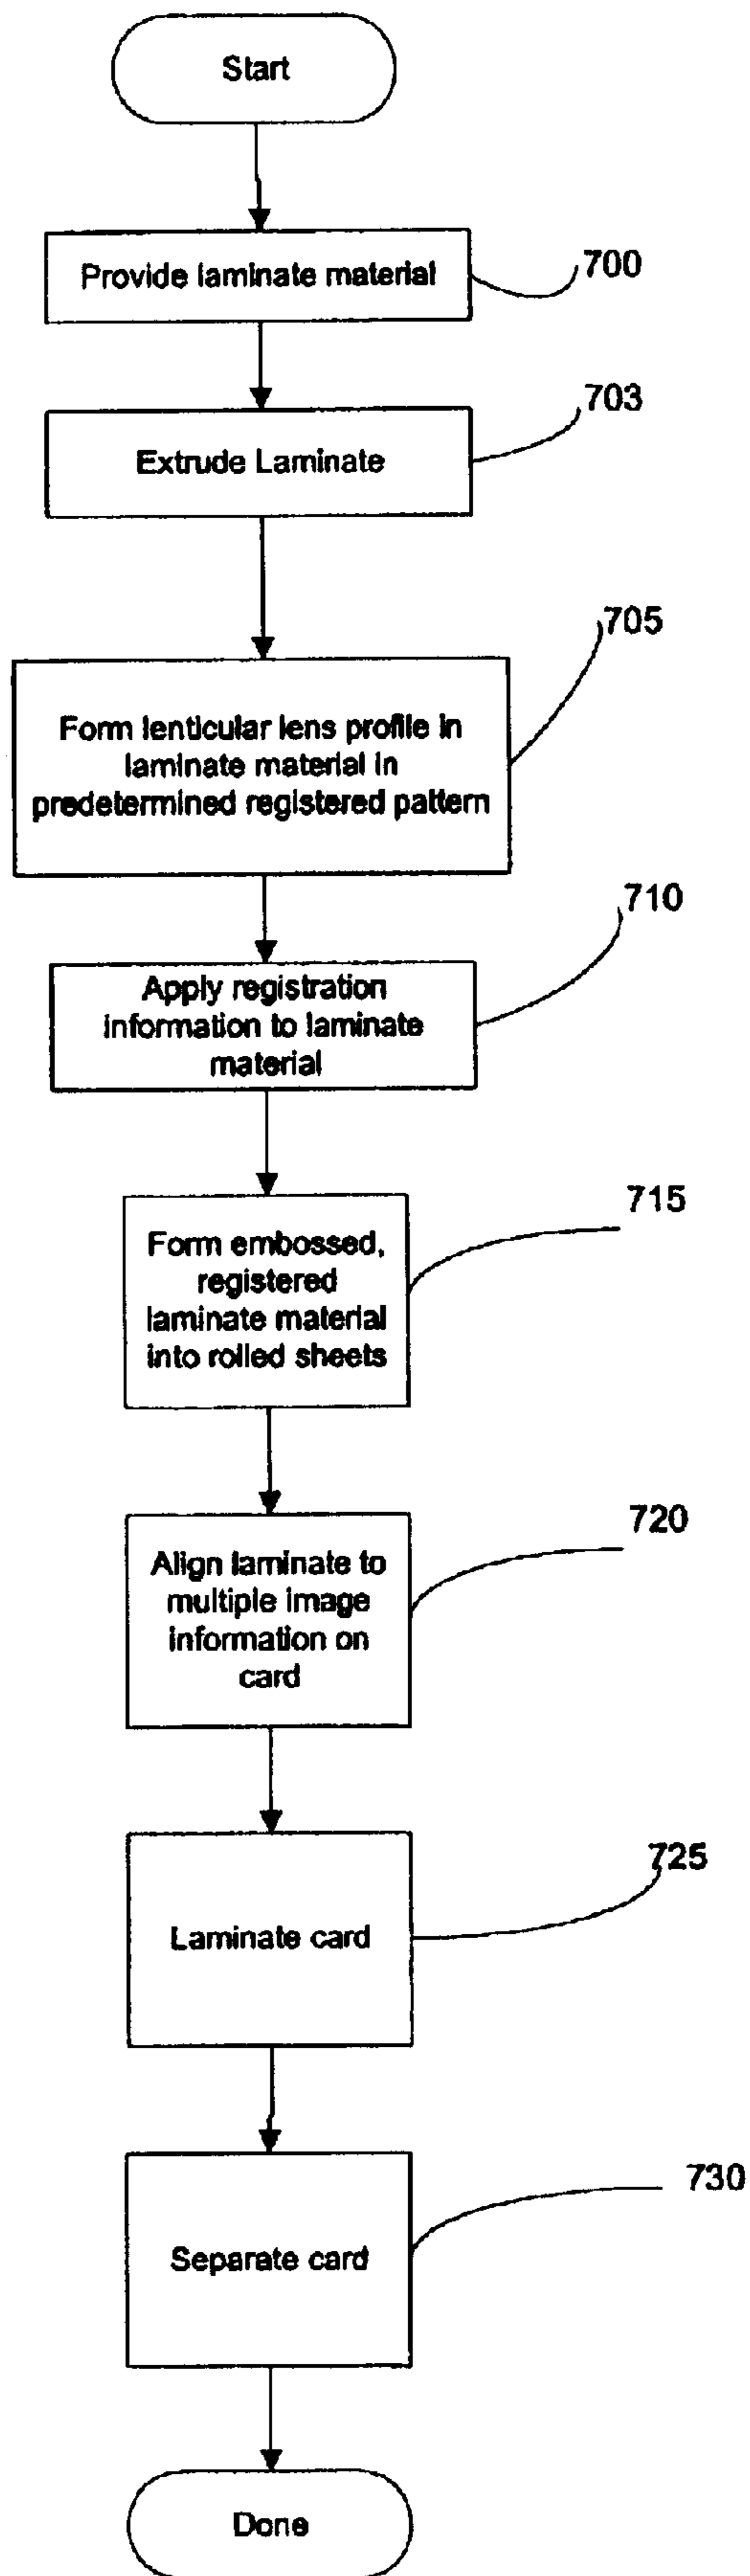 Start
Provide laminate material
700
703
Extrude Laminate
705
Form lenticular lens profile in
laminate material in
predetermined registered pattern
710
Apply registration
information to laminate
material
715
Form embossed,
registered
laminate material
into rolled sheets
720
Align laminate to
multiple image
information on
card
725
Laminate card
730
Separate card
Done